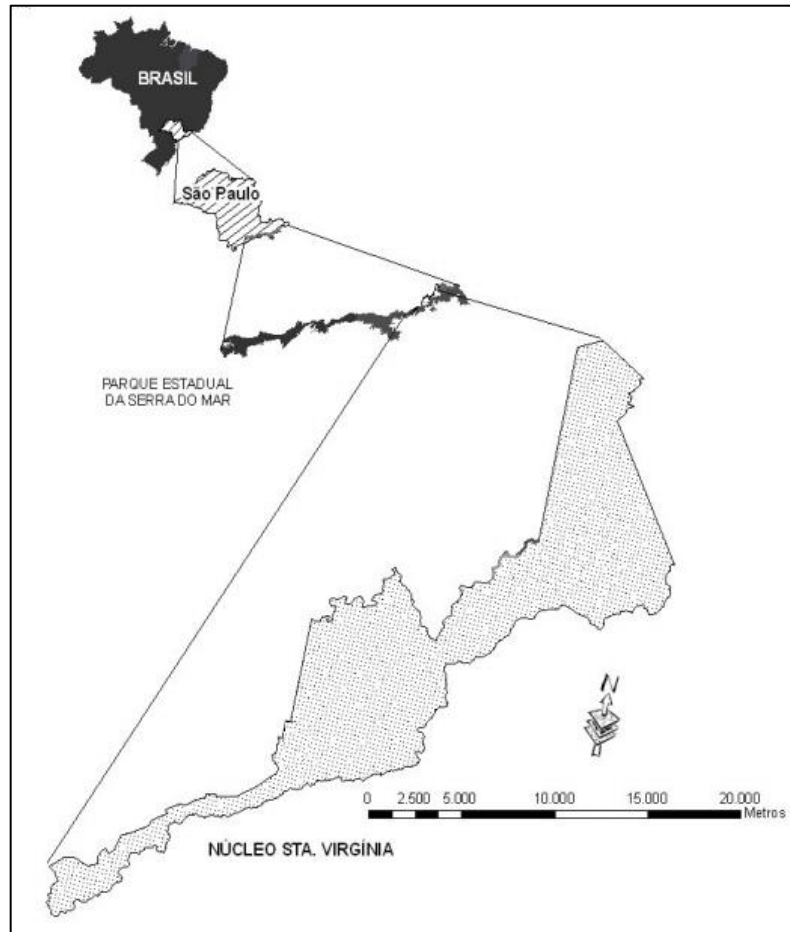 BRASIL
São Paulo
PARQUE ESTADUAL
DA SERRA DO MAR
N
0 2.500 5.000 10.000 15.000 20.000
Metros
NÚCLEO STA. VIRGÍNIA